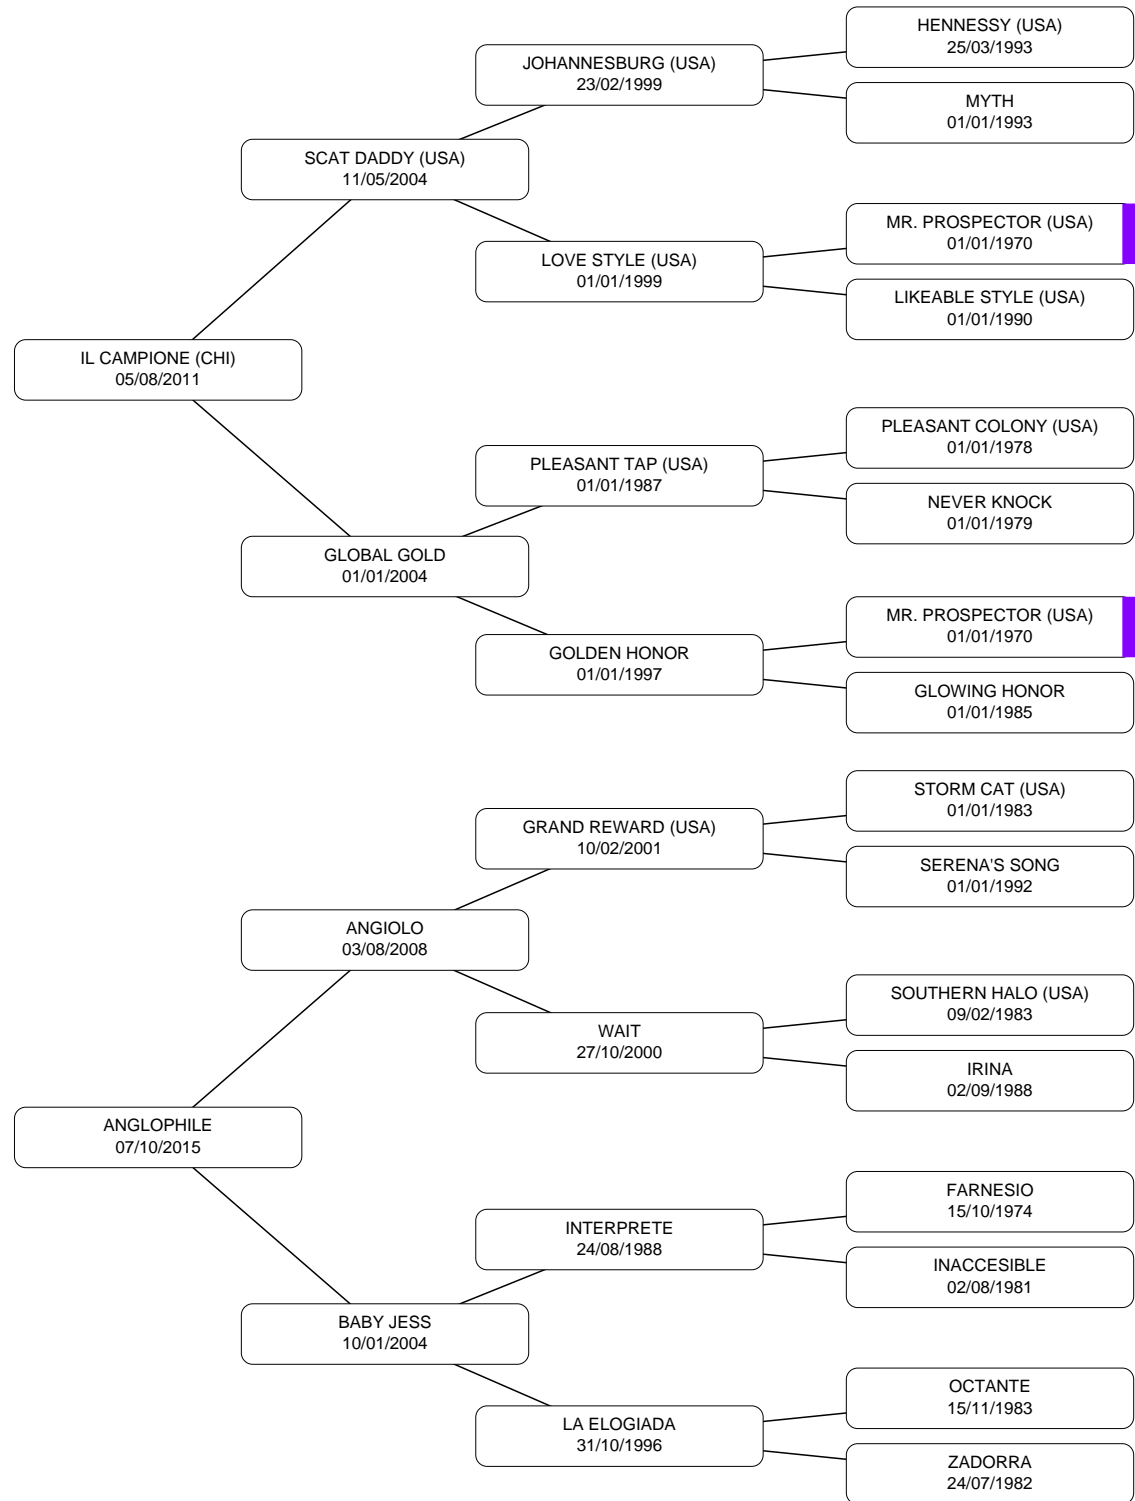 HENNESSY (USA)
25/03/1993
JOHANNESBURG (USA)
23/02/1999
MYTH
01/01/1993
SCAT DADDY (USA)
11/05/2004
MR. PROSPECTOR (USA)
01/01/1970
LOVE STYLE (USA)
01/01/1999
LIKEABLE STYLE (USA)
01/01/1990
IL CAMPIONE (CHI)
05/08/2011
PLEASANT COLONY (USA)
01/01/1978
PLEASANT TAP (USA)
01/01/1987
NEVER KNOCK
01/01/1979
GLOBAL GOLD
01/01/2004
MR. PROSPECTOR (USA)
01/01/1970
GOLDEN HONOR
01/01/1997
GLOWING HONOR
01/01/1985
STORM CAT (USA)
01/01/1983
GRAND REWARD (USA)
10/02/2001
SERENA'S SONG
01/01/1992
ANGIOLO
03/08/2008
SOUTHERN HALO (USA)
09/02/1983
WAIT
27/10/2000
IRINA
02/09/1988
ANGLOPHILE
07/10/2015
FARNESIO
15/10/1974
INTERPRETE
24/08/1988
INACCESIBLE
02/08/1981
BABY JESS
10/01/2004
OCTANTE
15/11/1983
LA ELOGIADA
31/10/1996
ZADORRA
24/07/1982